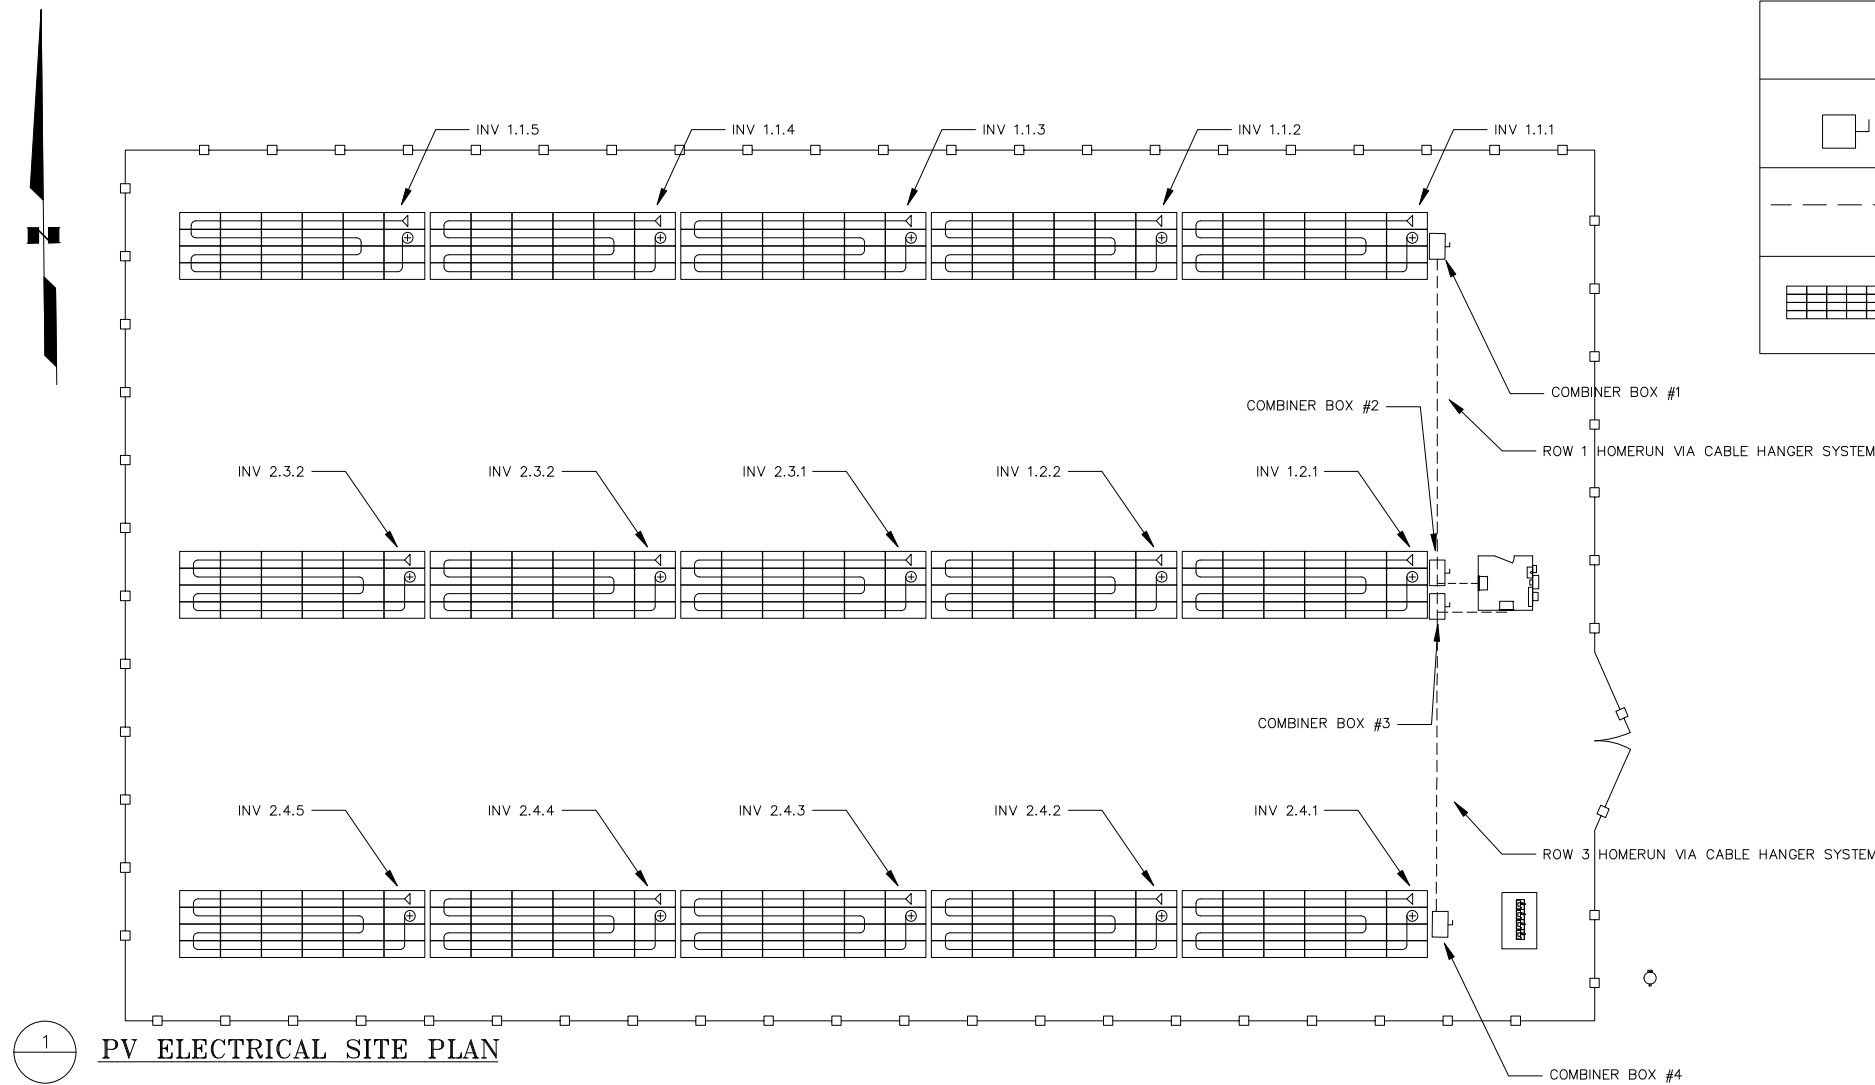 INV 1.1.5
INV 1.1.4
INV 1.1.3
INV 1.1.2
INV 1.1.1
N
COMBINER BOX #1
COMBINER BOX #2
ROW 1 HOMERUN VIA CABLE HANGER SYSTEM
INV 2.3.2
INV 2.3.2
INV 2.3.1
INV 1.2.2
INV 1.2.1
COMBINER BOX #3
INV 2.4.5
INV 2.4.4
INV 2.4.3
INV 2.4.2
INV 2.4.1
ROW 3 HOMERUN VIA CABLE HANGER SYSTEM
1
PV ELECTRICAL SITE PLAN
COMBINER BOX #4